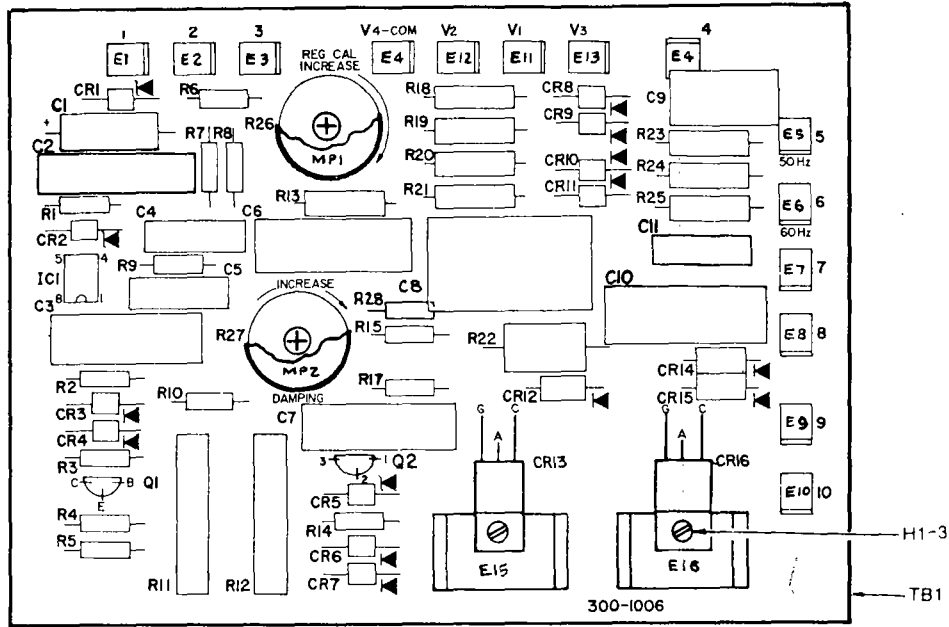 1 2 3 V4-COM V2 V1 V3 4
E1 E2 E3 E4 E12 E11 E13 E4
REG CAL
INCREASE
CR1 R6 R18 CR8 C9
C1 R26 CR9
+
R7 R8 MP1 R19 R23 E5 5
50Hz
C2 R20 CR10 R24
R21 CR11
R1 R13 R25 E6 6
60Hz
CR2 C4 C6 C11
5 4 R9 C5 E7 7
IC1
8 1
C3 INCREASE C8 C10
R28
R27 R15 R22 E8 8
MP2 CR14
R2 R17 CR12 CR15
DAMPING
CR3 R10 C7 G C G C
CR4 A A E9 9
R3 3 1 Q2 CR13 CR16
C B Q1 2
E CR5 E10 10
R4 R14 H1-3
R5 CR6
R11 R12 CR7 E15 E16
TB1
300-1006